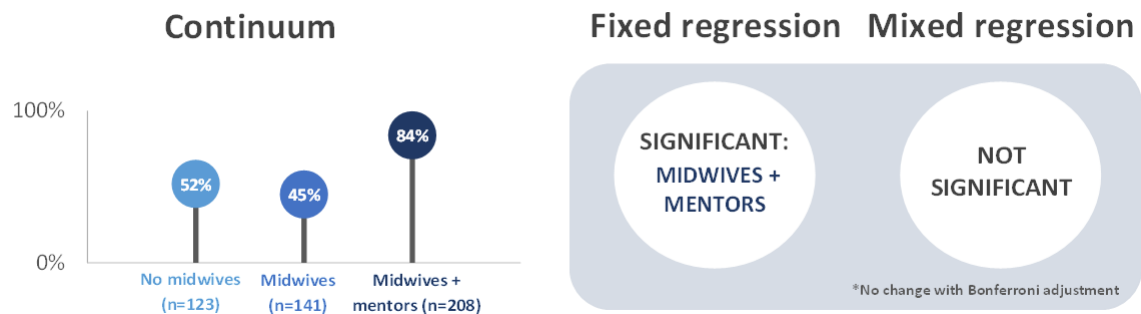 Continuum
Fixed regression
Mixed regression
100%
0%
52%
45%
84%
No midwives
(n=123)
Midwives
(n=141)
Midwives +
mentors (n=208)
SIGNIFICANT:
MIDWIVES +
MENTORS
NOT
SIGNIFICANT
*No change with Bonferroni adjustment